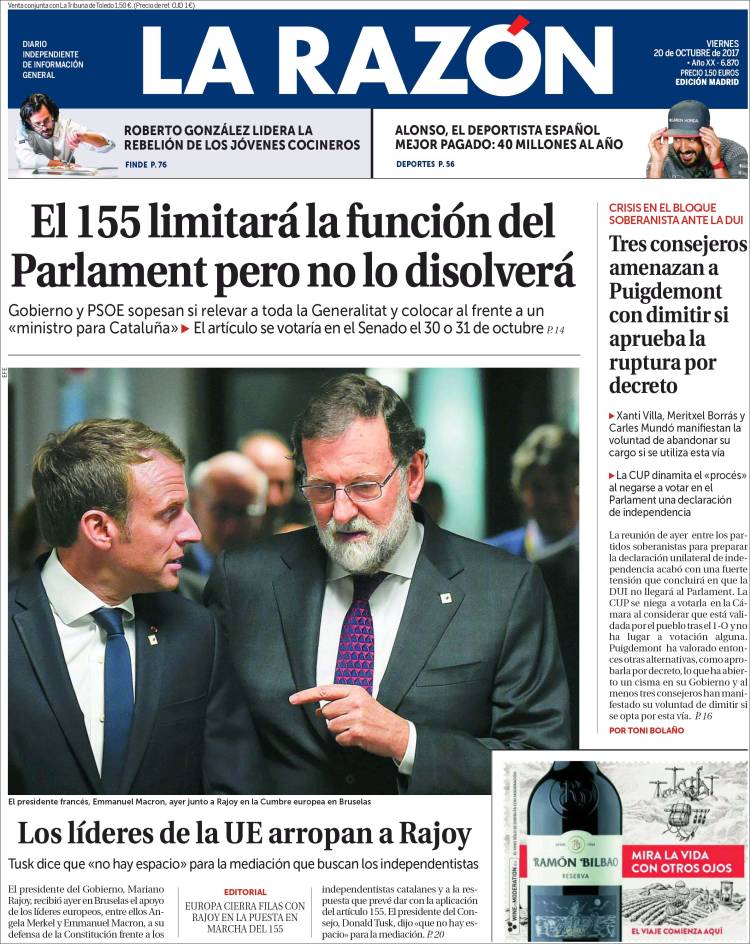 Venta conjunta con La Tribuna de Toledo 1,50 €. (Precio de ref. OJD 1 €)
DIARIO
INDEPENDIENTE
DE INFORMACIÓN
GENERAL
LA RAZÓN
VIERNES
20 de OCTUBRE de 2017
• Año XX - 6.870
PRECIO 1,50 EUROS
EDICIÓN MADRID
ROBERTO GONZÁLEZ LIDERA LA
REBELIÓN DE LOS JÓVENES COCINEROS
FINDE P. 76
ALONSO, EL DEPORTISTA ESPAÑOL
MEJOR PAGADO: 40 MILLONES AL AÑO
DEPORTES P. 56
El 155 limitará la función del
Parlament pero no lo disolverá
Gobierno y PSOE sopesan si relevar a toda la Generalitat y colocar al frente a un
«ministro para Cataluña» ▶ El artículo se votaría en el Senado el 30 o 31 de octubre P. 14
EFE
El presidente francés, Emmanuel Macron, ayer junto a Rajoy en la Cumbre europea en Bruselas
Los líderes de la UE arropan a Rajoy
Tusk dice que «no hay espacio» para la mediación que buscan los independentistas
El presidente del Gobierno, Mariano
Rajoy, recibió ayer en Bruselas el apoyo
de los líderes europeos, entre ellos An-
gela Merkel y Emmanuel Macron, a su
defensa de la Constitución frente a los
EDITORIAL
EUROPA CIERRA FILAS CON
RAJOY EN LA PUESTA EN
MARCHA DEL 155
independentistas catalanes y a la res-
puesta que prevé dar con la aplicación
del artículo 155. El presidente del Con-
sejo, Donald Tusk, dijo «que no hay es-
pacio» para la mediación. P. 20
CRISIS EN EL BLOQUE
SOBERANISTA ANTE LA DUI
Tres consejeros
amenazan a
Puigdemont
con dimitir si
aprueba la
ruptura por
decreto
▶ Xanti Villa, Meritxel Borrás y
Carles Mundó manifiestan la
voluntad de abandonar su
cargo si se utiliza esta vía
▶ La CUP dinamita el «procés»
al negarse a votar en el
Parlament una declaración
de independencia
La reunión de ayer entre los par-
tidos soberanistas para preparar
la declaración unilateral de inde-
pendencia acabó con una fuerte
tensión que concluirá en que la
DUI no llegará al Parlament. La
CUP se niega a votarla en la Cá-
mara al considerar que está vali-
dada por el pueblo tras el 1-O y no
ha lugar a votación alguna.
Puigdemont ha valorado enton-
ces otras alternativas, como apro-
barla por decreto, lo que ha abier-
to un cisma en su Gobierno y al
menos tres consejeros han mani-
festado su voluntad de dimitir si
se opta por esta vía. P. 16
POR TONI BOLAÑO
WINE in MODERATION
RAMÓN BILBAO
RESERVA
MIRA LA VIDA
CON OTROS OJOS
EL VIAJE COMIENZA AQUÍ